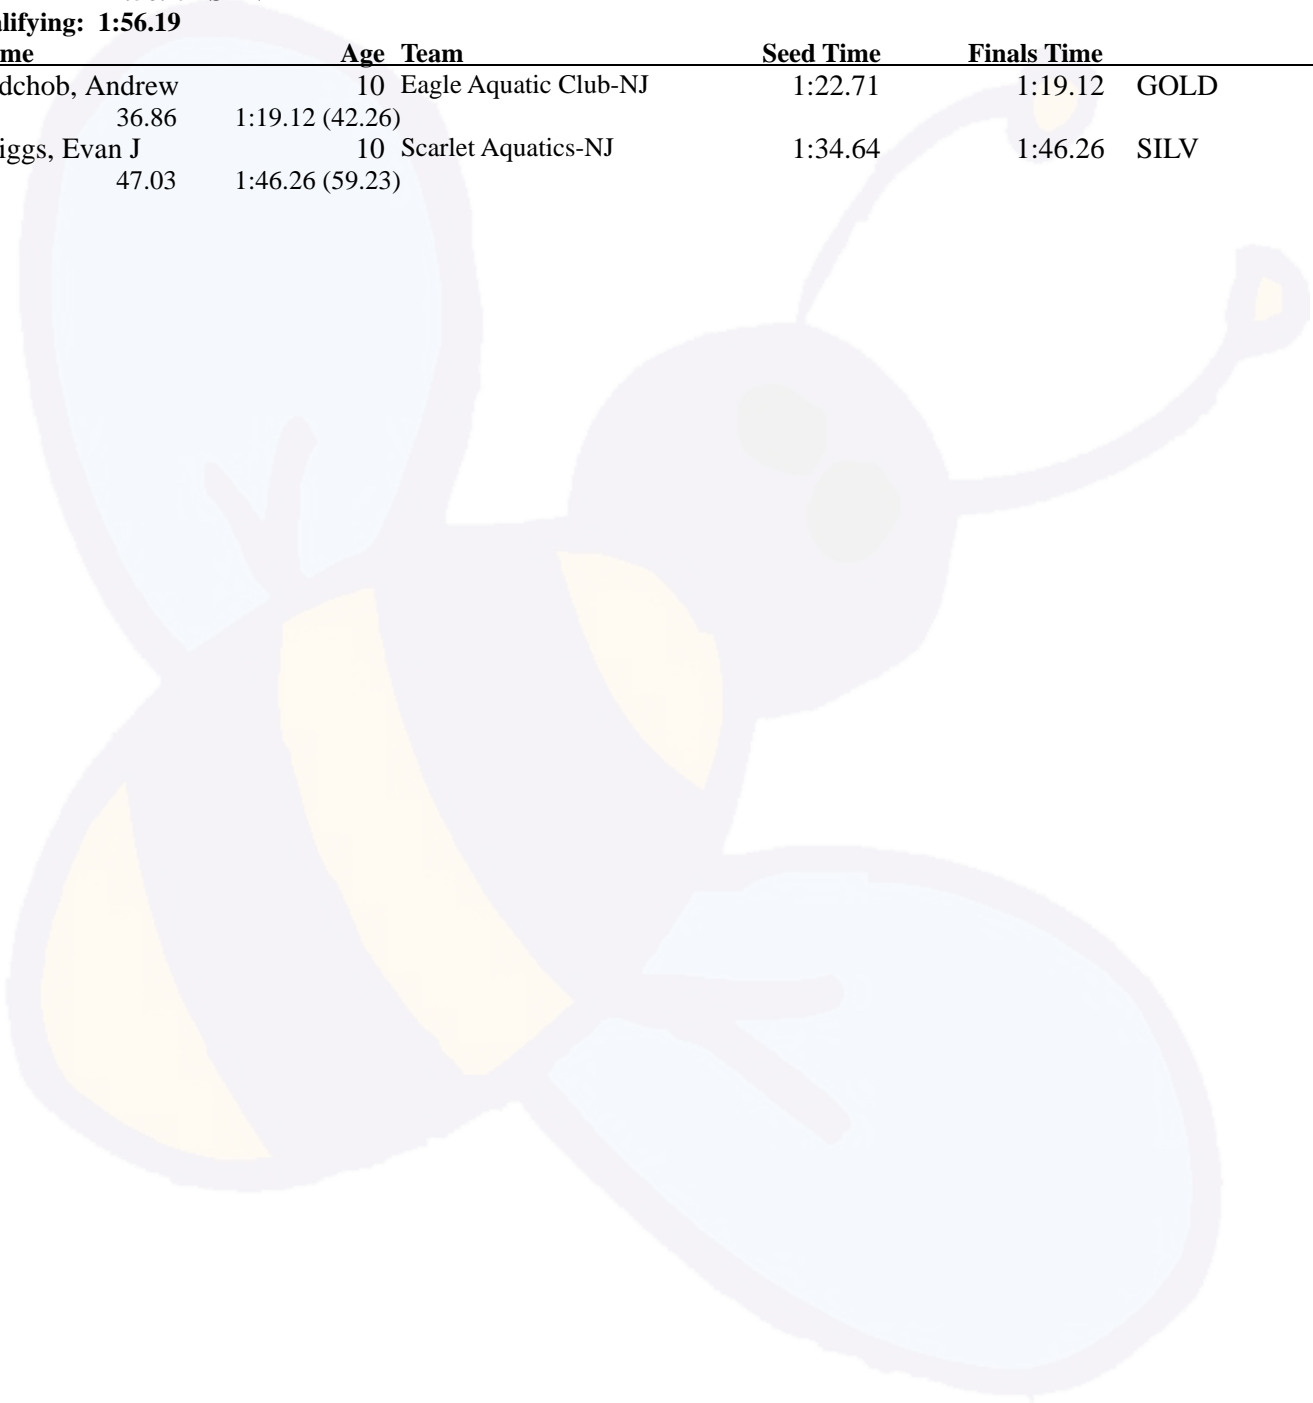 alifying: 1:56.19
me Age Team Seed Time Finals Time
dchob, Andrew 10 Eagle Aquatic Club-NJ 1:22.71 1:19.12 GOLD
36.86 1:19.12 (42.26)
iggs, Evan J 10 Scarlet Aquatics-NJ 1:34.64 1:46.26 SILV
47.03 1:46.26 (59.23)